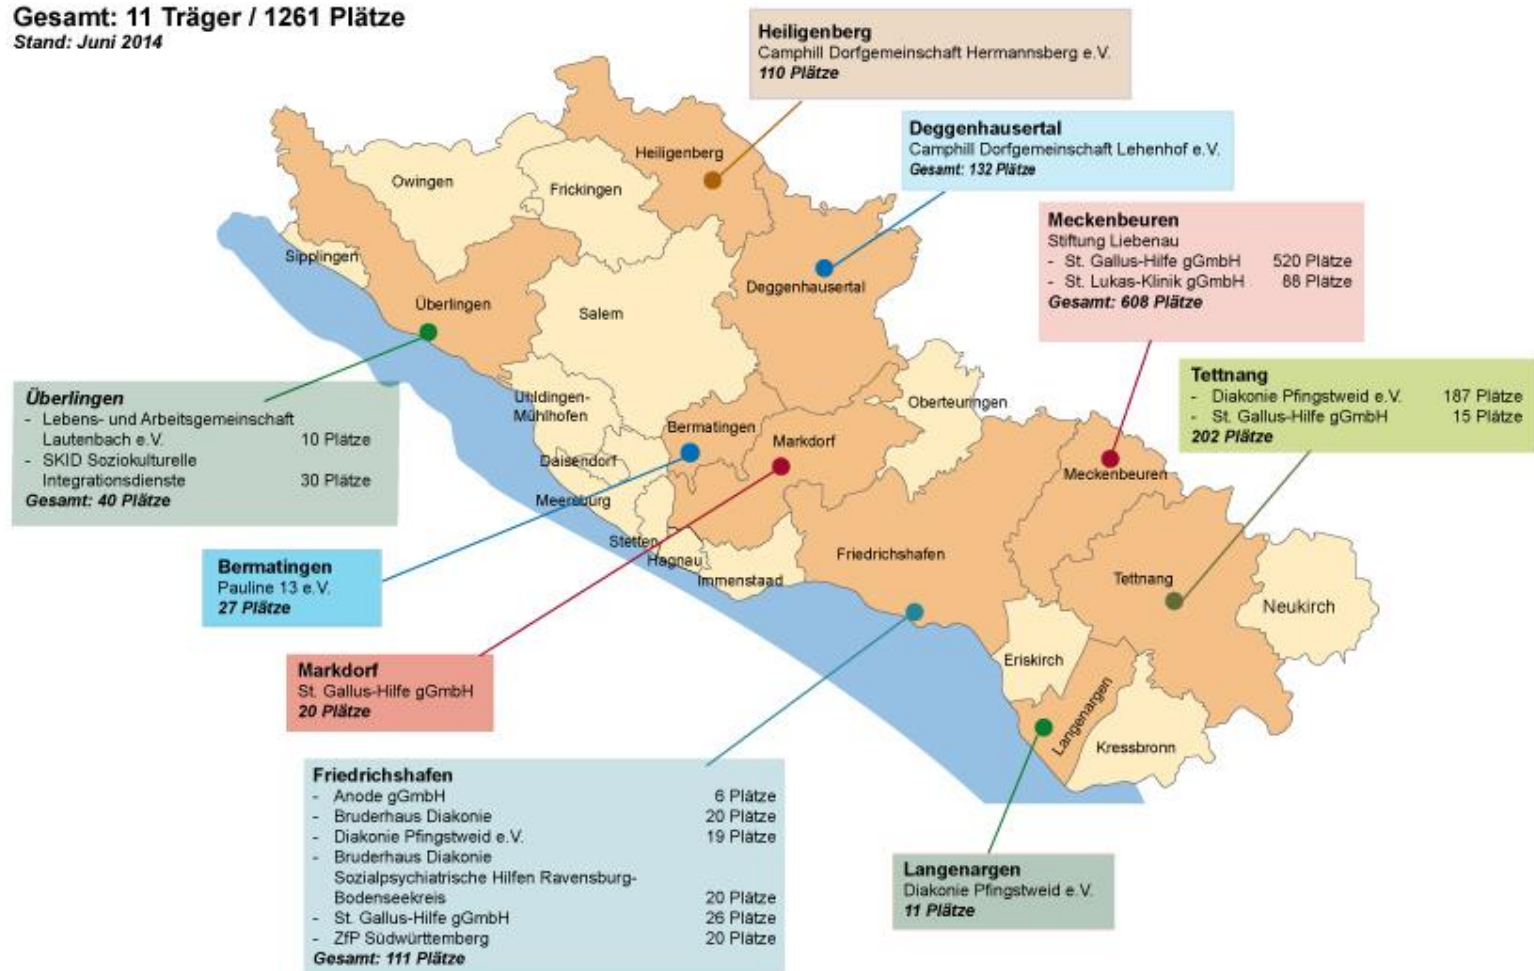 Gesamt: 11 Träger / 1261 Plätze
Stand: Juni 2014
Heiligenberg
Camphill Dorfgemeinschaft Hermannsberg e.V.
110 Plätze
Deggenhausertal
Camphill Dorfgemeinschaft Lehenhof e.V.
Gesamt: 132 Plätze
Meckenbeuren
Stiftung Liebenau
- St. Gallus-Hilfe gGmbH 520 Plätze
- St. Lukas-Klinik gGmbH 88 Plätze
Gesamt: 608 Plätze
Tettnang
- Diakonie Pfingstweid e.V. 187 Plätze
- St. Gallus-Hilfe gGmbH 15 Plätze
202 Plätze
Überlingen
- Lebens- und Arbeitsgemeinschaft
Lautenbach e.V. 10 Plätze
- SKID Soziokulturelle
Integrationsdienste 30 Plätze
Gesamt: 40 Plätze
Bermatingen
Pauline 13 e.V.
27 Plätze
Markdorf
St. Gallus-Hilfe gGmbH
20 Plätze
Friedrichshafen
- Anode gGmbH 6 Plätze
- Bruderhaus Diakonie 20 Plätze
- Diakonie Pfingstweid e.V. 19 Plätze
- Bruderhaus Diakonie
Sozialpsychiatrische Hilfen Ravensburg-
Bodenseekreis 20 Plätze
- St. Gallus-Hilfe gGmbH 26 Plätze
- ZfP Südwürttemberg 20 Plätze
Gesamt: 111 Plätze
Langenargen
Diakonie Pfingstweid e.V.
11 Plätze
Heiligenberg
Owingen
Frickingen
Sipplingen
Deggenhausertal
Überlingen
Salem
Uhldingen-
Mühlhofen
Oberteuringen
Bermatingen
Markdorf
Daisendorf
Meckenbeuren
Meersburg
Stetten
Hagnau
Immenstaad
Friedrichshafen
Tettnang
Neukirch
Eriskirch
Langenargen
Kressbronn